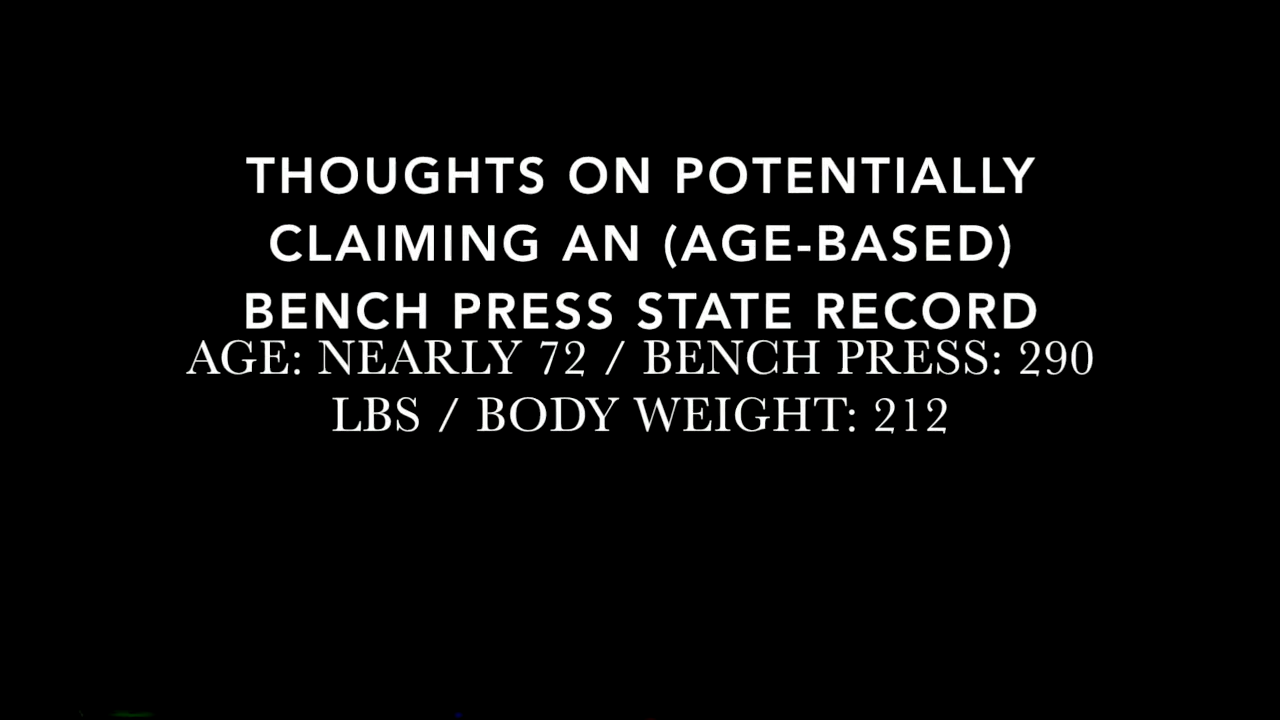 THOUGHTS ON POTENTIALLY
CLAIMING AN (AGE-BASED)
BENCH PRESS STATE RECORD
AGE: NEARLY 72 / BENCH PRESS: 290
LBS / BODY WEIGHT: 212